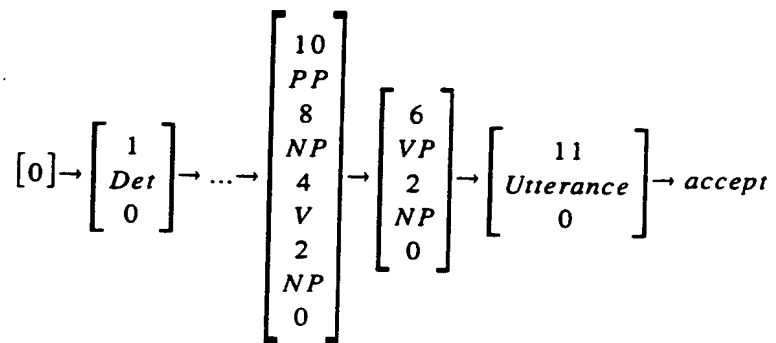 [0] → [1 Det 0] → ... → [10 PP 8 NP 4 V 2 NP 0] → [6 VP 2 NP 0] → [11 Utterance 0] → accept